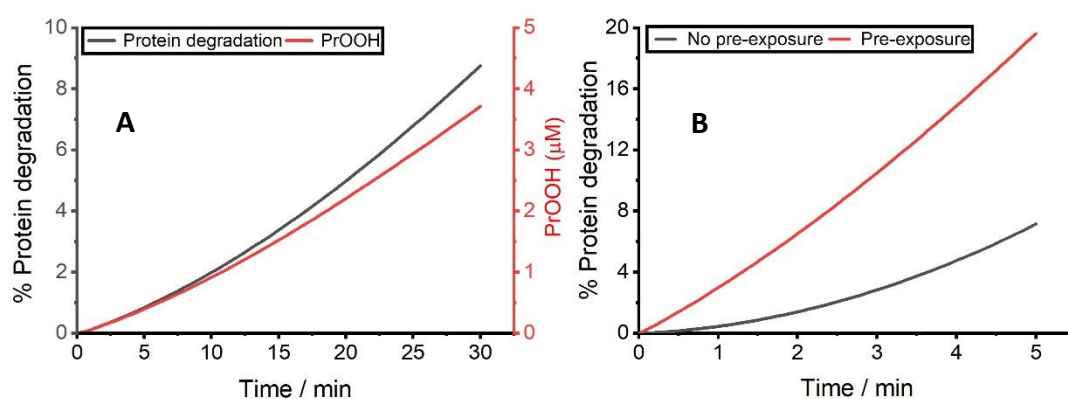 Protein degradation
PrOOH
A
% Protein degradation
10
8
6
4
2
0
PrOOH (μM)
5
4
3
2
1
0
0 5 10 15 20 25 30
Time / min
No pre-exposure
Pre-exposure
B
% Protein degradation
20
16
12
8
4
0
0 1 2 3 4 5
Time / min